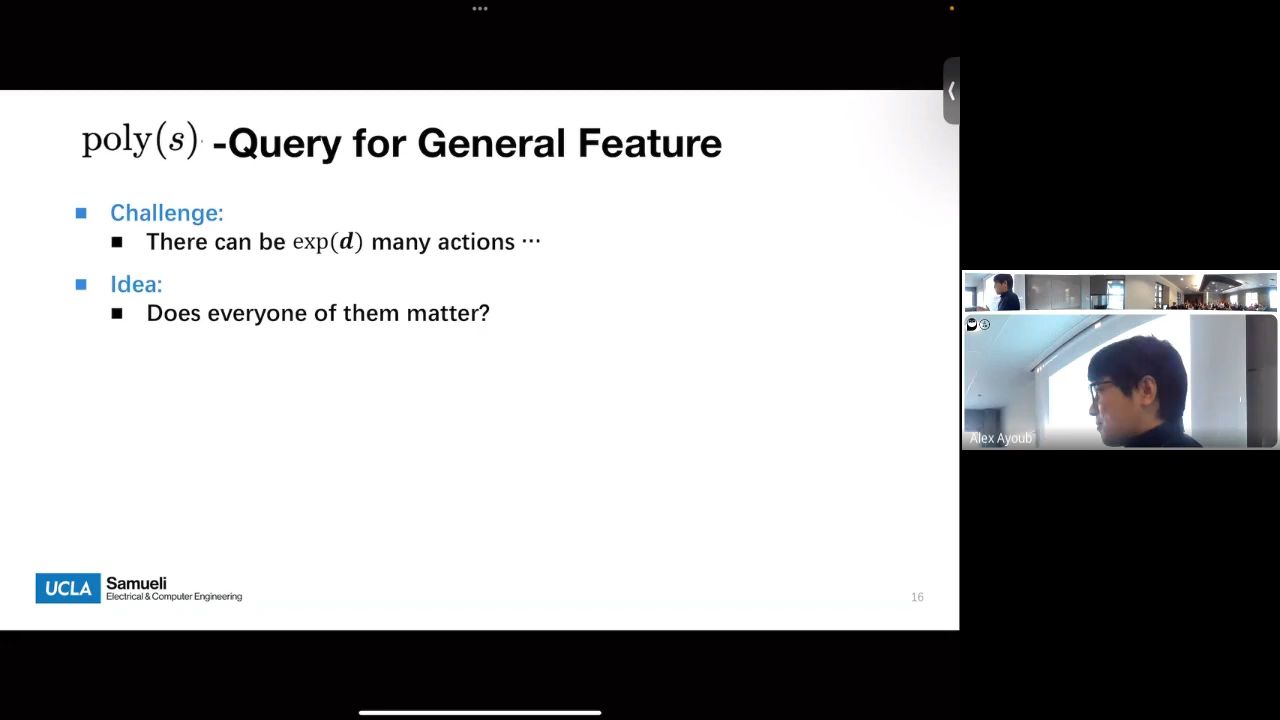 poly(s) -Query for General Feature
Challenge:
There can be exp(d) many actions ···
Idea:
Does everyone of them matter?
UCLA Samueli
Electrical & Computer Engineering
16
Alex Ayoub